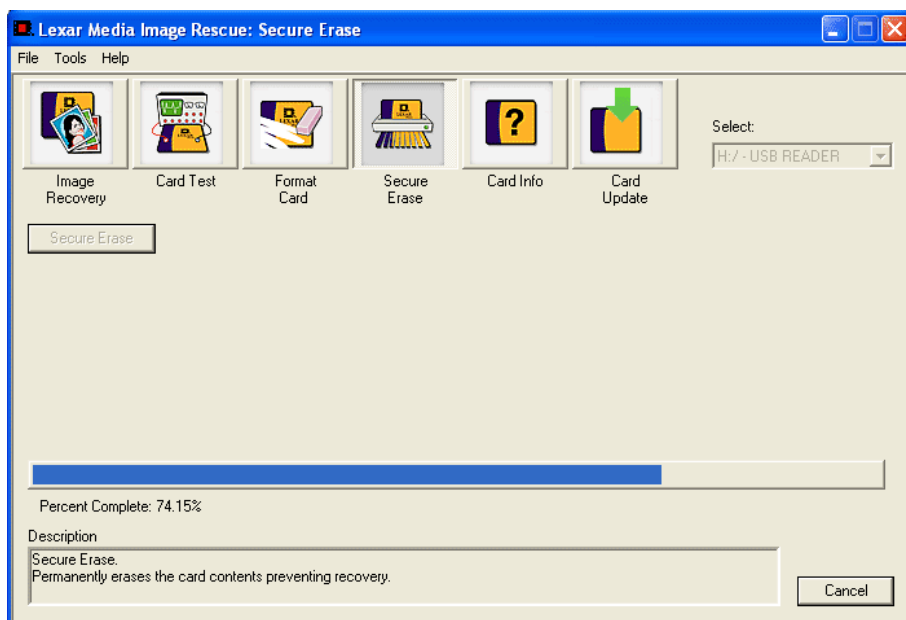 Lexar Media Image Rescue: Secure Erase
File Tools Help
Image
Recovery
Card Test
Format
Card
Secure
Erase
Card Info
Card
Update
Select:
H:/ - USB READER
Secure Erase
Percent Complete: 74.15%
Description
Secure Erase.
Permanently erases the card contents preventing recovery.
Cancel